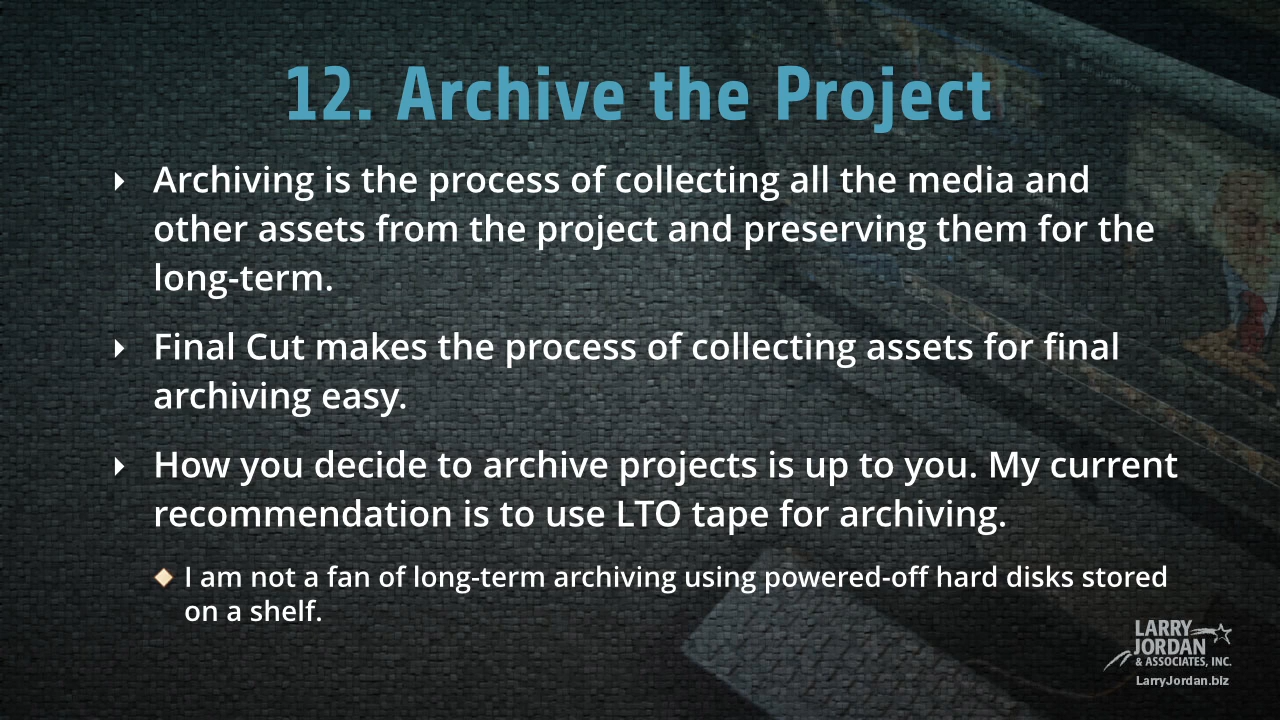 12. Archive the Project
Archiving is the process of collecting all the media and
other assets from the project and preserving them for the
long-term.
Final Cut makes the process of collecting assets for final
archiving easy.
How you decide to archive projects is up to you. My current
recommendation is to use LTO tape for archiving.
I am not a fan of long-term archiving using powered-off hard disks stored
on a shelf.
LARRY
JORDAN
& ASSOCIATES, INC.
LarryJordan.biz